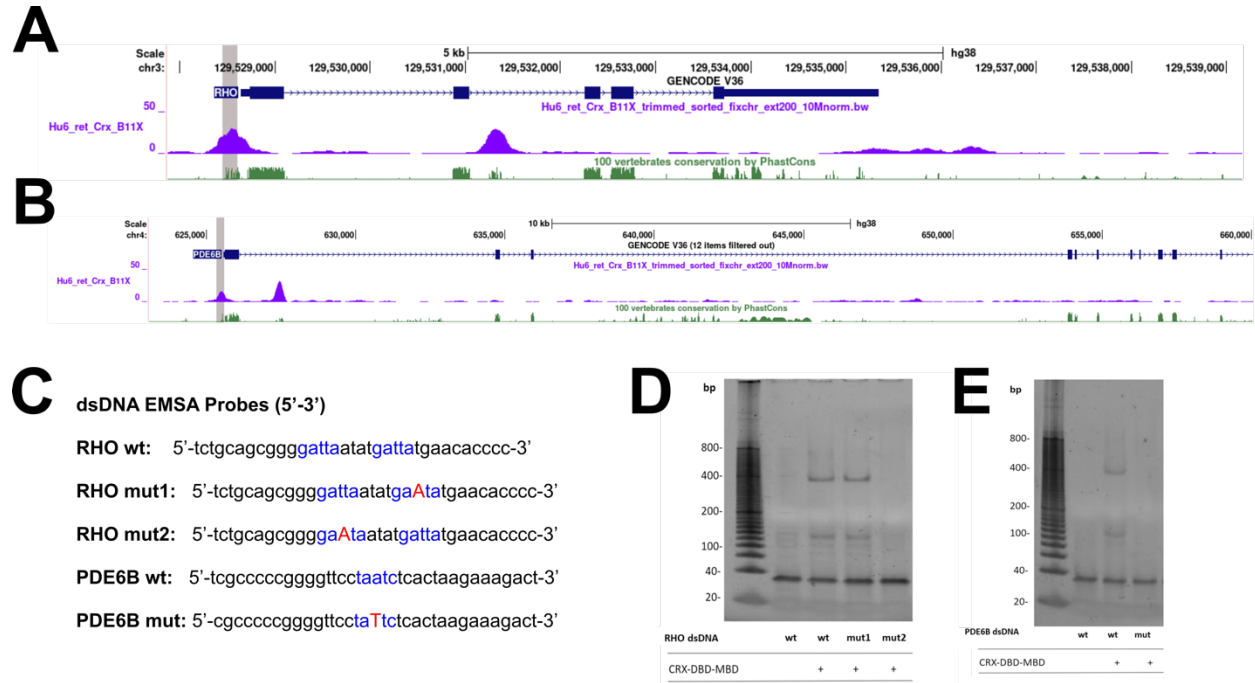 A
Scale 5 kb hg38
chr3: 129,529,000 129,530,000 129,531,000 129,532,000 129,533,000 129,534,000 129,535,000 129,536,000 129,537,000 129,538,000 129,539,000
GENCODE V36
RHO
50 Hu6_ret_Crx_B11X_trimmed_sorted_fixchr_ext200_10Mnorm.bw
Hu6_ret_Crx_B11X
0
100 vertebrates conservation by PhastCons
B
Scale 10 kb hg38
chr4: 625,000 630,000 635,000 640,000 645,000 650,000 655,000 660,000
GENCODE V36 (12 items filtered out)
PDE6B
50 Hu6_ret_Crx_B11X_trimmed_sorted_fixchr_ext200_10Mnorm.bw
Hu6_ret_Crx_B11X
0
100 vertebrates conservation by PhastCons
C
dsDNA EMSA Probes (5'-3')
RHO wt: 5'-tctgcagcggggattaatatgattatgaacacccc-3'
RHO mut1: 5'-tctgcagcggggattaatatgaAtatgaacacccc-3'
RHO mut2: 5'-tctgcagcggggaAtaatatgattatgaacacccc-3'
PDE6B wt: 5'-tcgcccccggggttcctaatctcactaagaaagact-3'
PDE6B mut: 5'-cgcccccggggttcctaTtctcactaagaaagact-3'
D
bp
800-
400-
200-
100-
40-
20-
RHO dsDNA wt wt mut1 mut2
CRX-DBD-MBD + + +
E
bp
800-
400-
200-
100-
40-
20-
PDE6B dsDNA wt wt mut
CRX-DBD-MBD + +